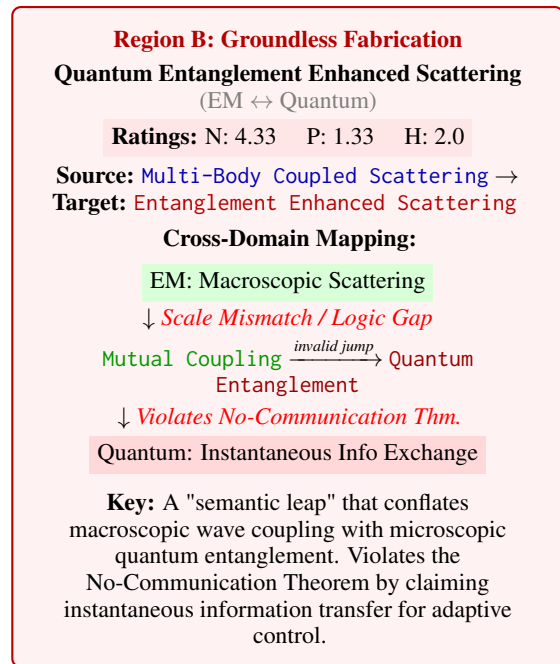 Region B: Groundless Fabrication
Quantum Entanglement Enhanced Scattering
(EM ↔ Quantum)
Ratings: N: 4.33 P: 1.33 H: 2.0
Source: Multi-Body Coupled Scattering →
Target: Entanglement Enhanced Scattering
Cross-Domain Mapping:
EM: Macroscopic Scattering
↓ Scale Mismatch / Logic Gap
Mutual Coupling invalid jump→ Quantum
Entanglement
↓ Violates No-Communication Thm.
Quantum: Instantaneous Info Exchange
Key: A "semantic leap" that conflates
macroscopic wave coupling with microscopic
quantum entanglement. Violates the
No-Communication Theorem by claiming
instantaneous information transfer for adaptive
control.